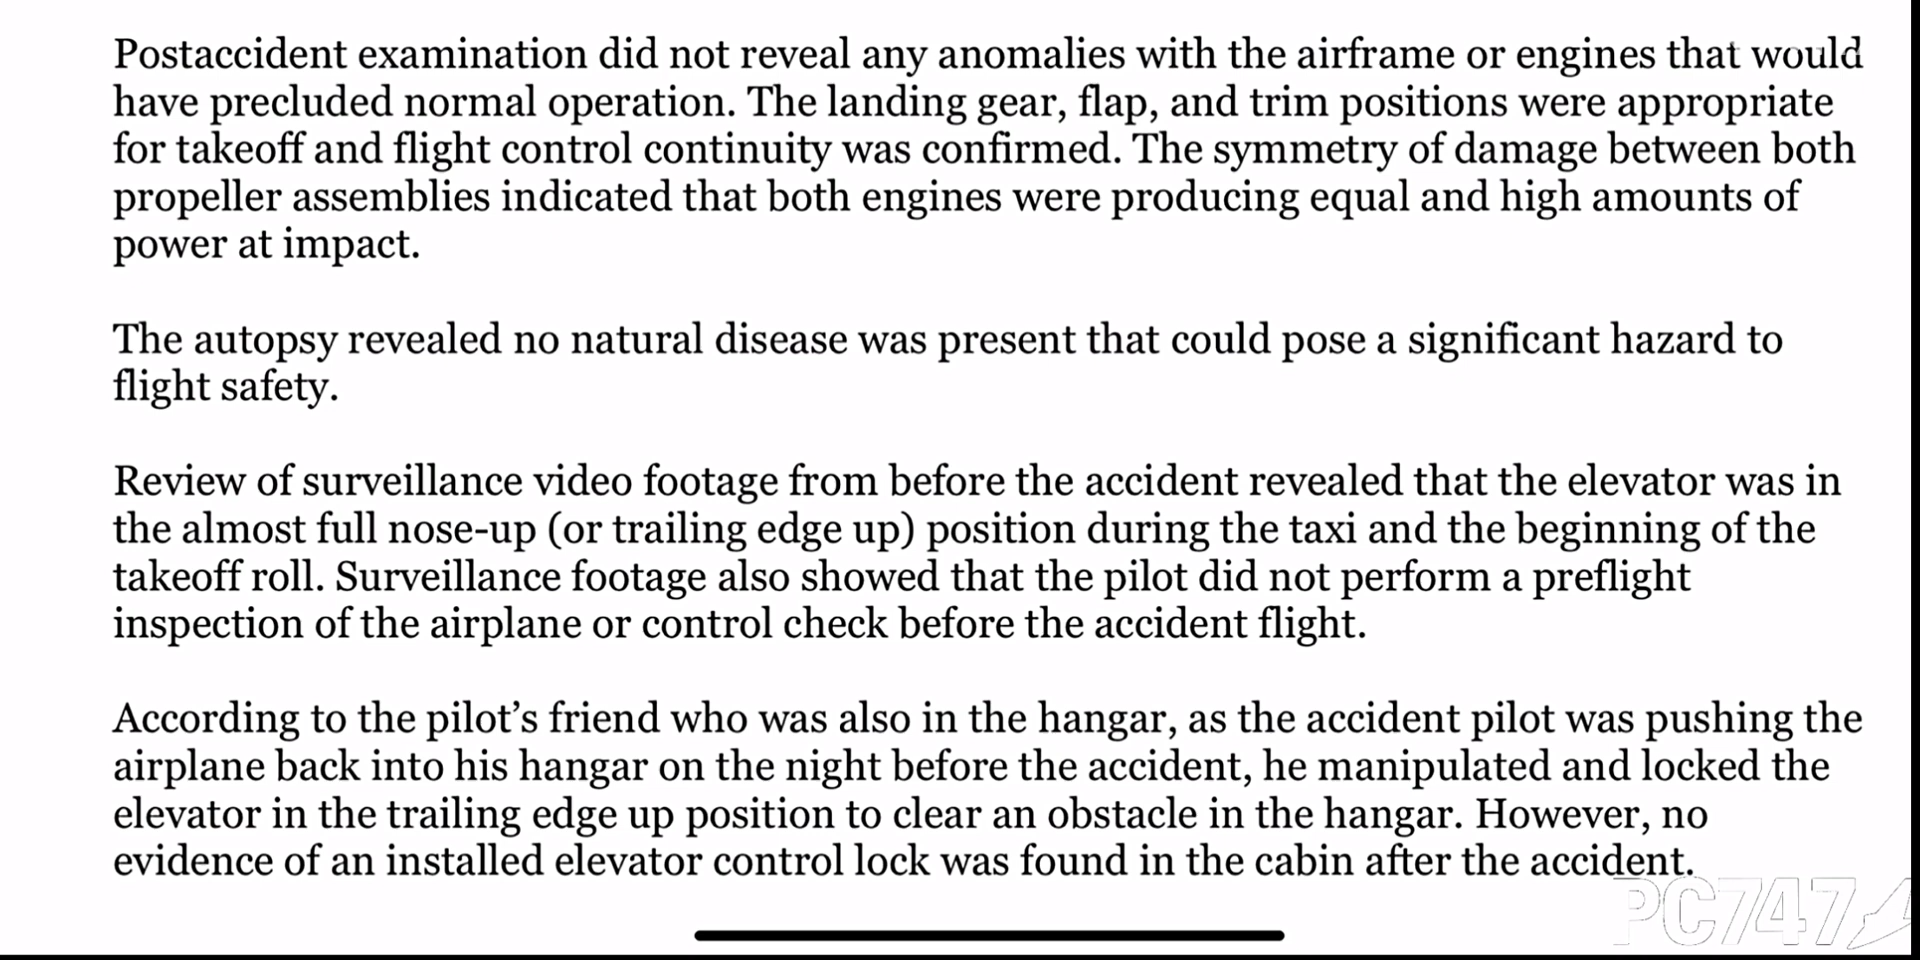 Postaccident examination did not reveal any anomalies with the airframe or engines that would
have precluded normal operation. The landing gear, flap, and trim positions were appropriate
for takeoff and flight control continuity was confirmed. The symmetry of damage between both
propeller assemblies indicated that both engines were producing equal and high amounts of
power at impact.
The autopsy revealed no natural disease was present that could pose a significant hazard to
flight safety.
Review of surveillance video footage from before the accident revealed that the elevator was in
the almost full nose-up (or trailing edge up) position during the taxi and the beginning of the
takeoff roll. Surveillance footage also showed that the pilot did not perform a preflight
inspection of the airplane or control check before the accident flight.
According to the pilot’s friend who was also in the hangar, as the accident pilot was pushing the
airplane back into his hangar on the night before the accident, he manipulated and locked the
elevator in the trailing edge up position to clear an obstacle in the hangar. However, no
evidence of an installed elevator control lock was found in the cabin after the accident.
PC747